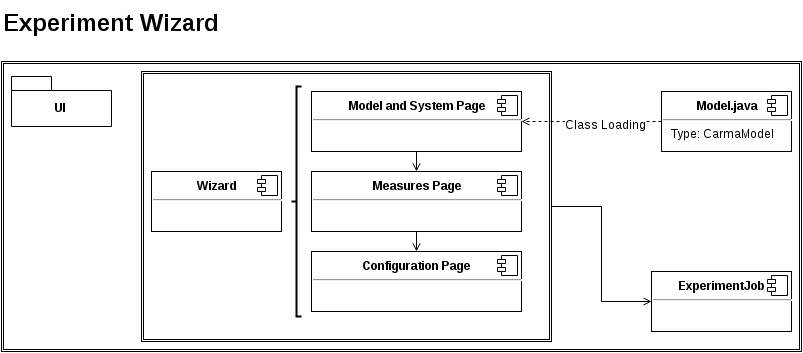 Experiment Wizard
UI
Model and System Page
Class Loading
Model.java
Type: CarmaModel
Wizard
Measures Page
Configuration Page
ExperimentJob